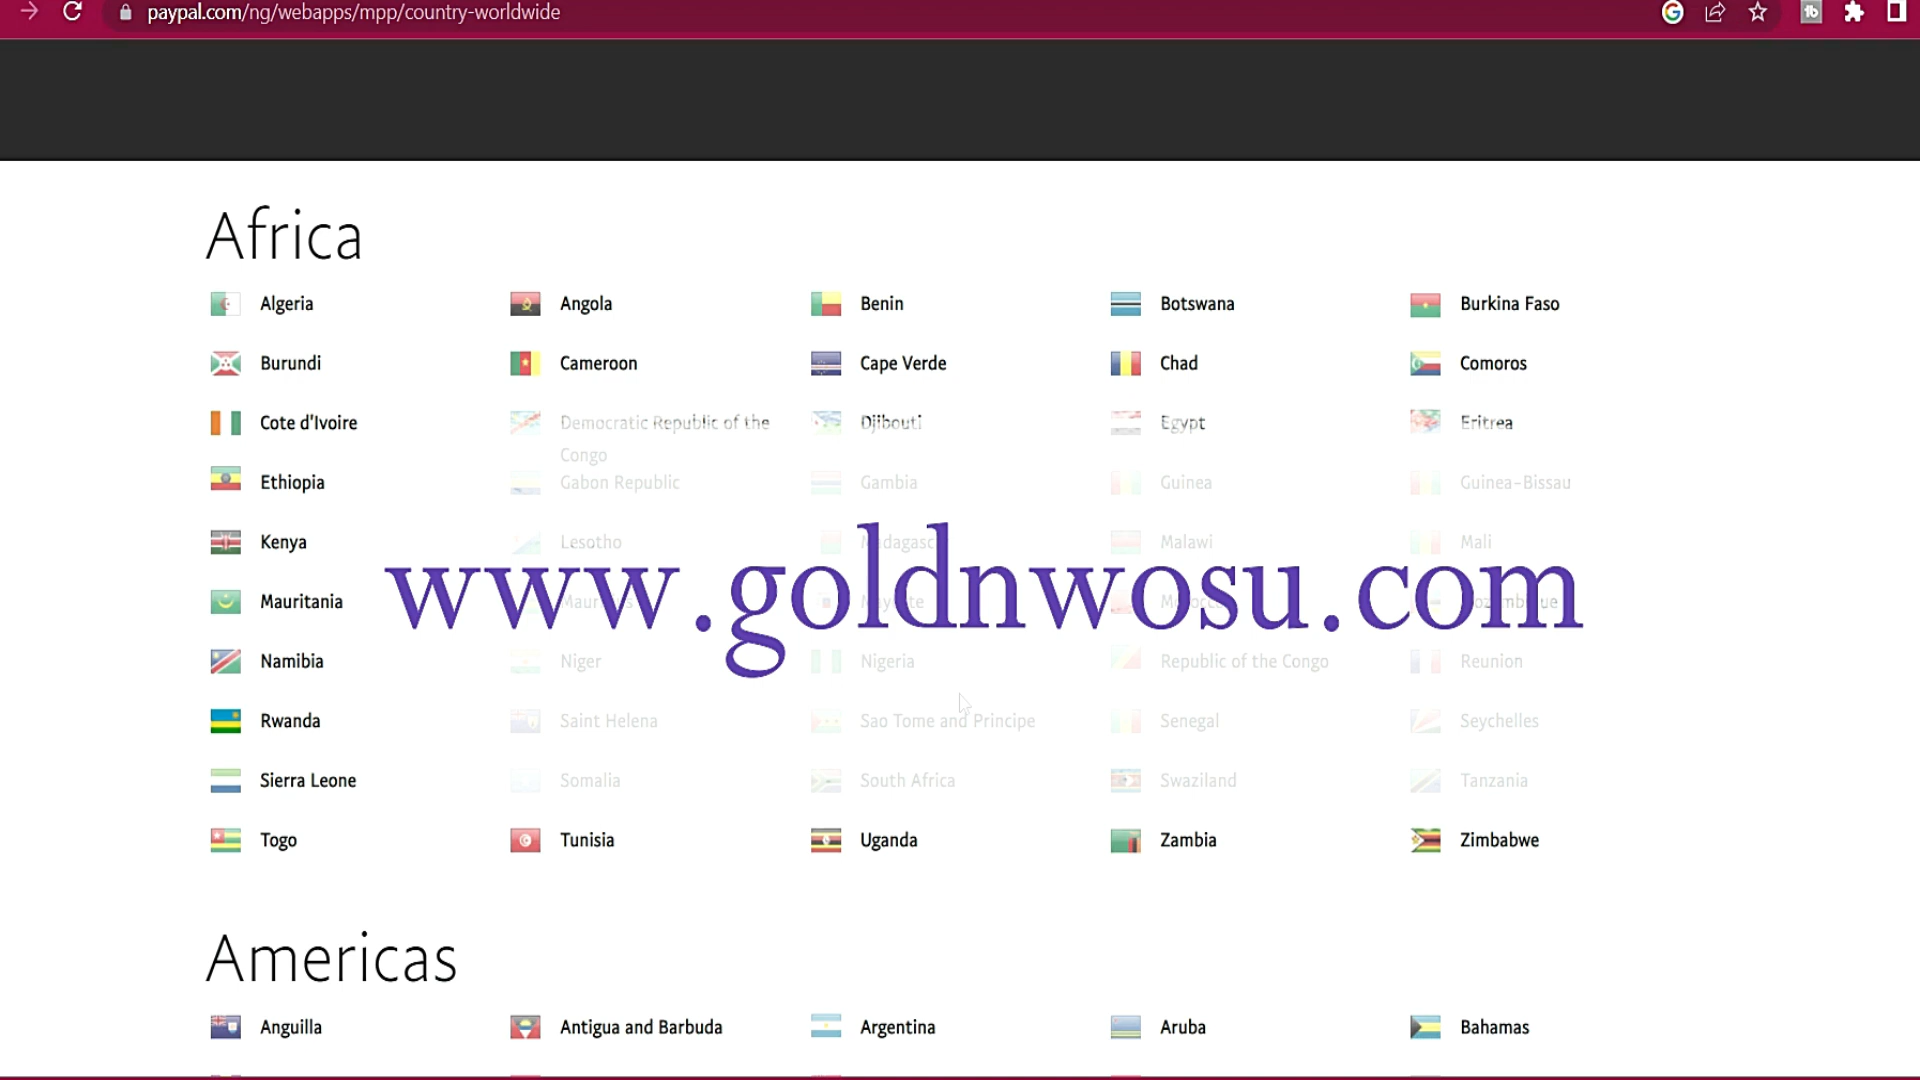 paypal.com/ng/webapps/mpp/country-worldwide
Africa
Algeria Angola Benin Botswana Burkina Faso
Burundi Cameroon Cape Verde Chad Comoros
Cote d'Ivoire Democratic Republic of the Djibouti Egypt Eritrea
Congo
Ethiopia Gabon Republic Gambia Guinea Guinea-Bissau
Kenya Lesotho Malawi Mali
www.goldnwosu.com
Mauritania
Namibia Niger Nigeria Republic of the Congo Reunion
Rwanda Saint Helena Sao Tome and Principe Senegal Seychelles
Sierra Leone Somalia South Africa Swaziland Tanzania
Togo Tunisia Uganda Zambia Zimbabwe
Americas
Anguilla Antigua and Barbuda Argentina Aruba Bahamas